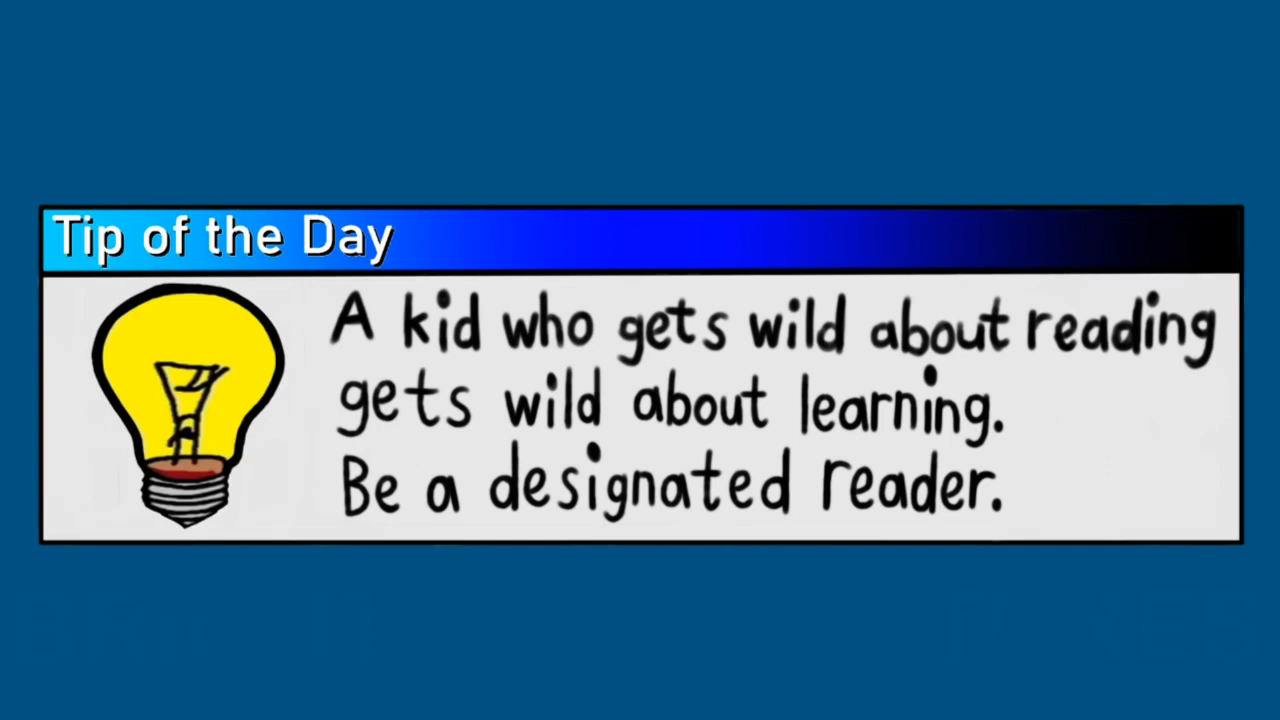 Tip of the Day
A kid who gets wild about reading
gets wild about learning.
Be a designated reader.